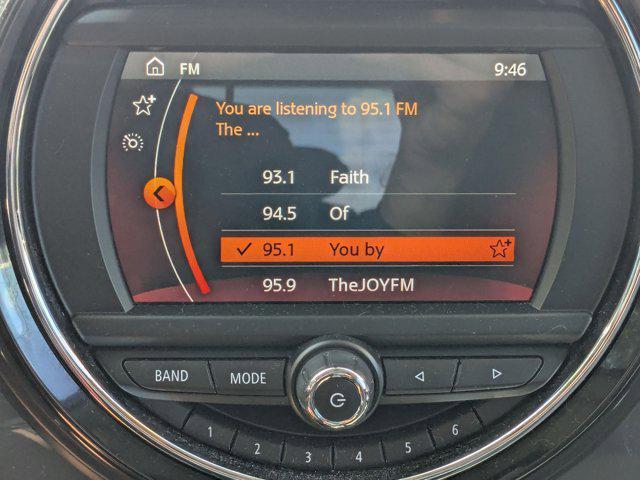 FM 9:46
You are listening to 95.1 FM
The ...
93.1 Faith
94.5 Of
95.1 You by
95.9 TheJOYFM
BAND MODE
1 2 3 4 5 6